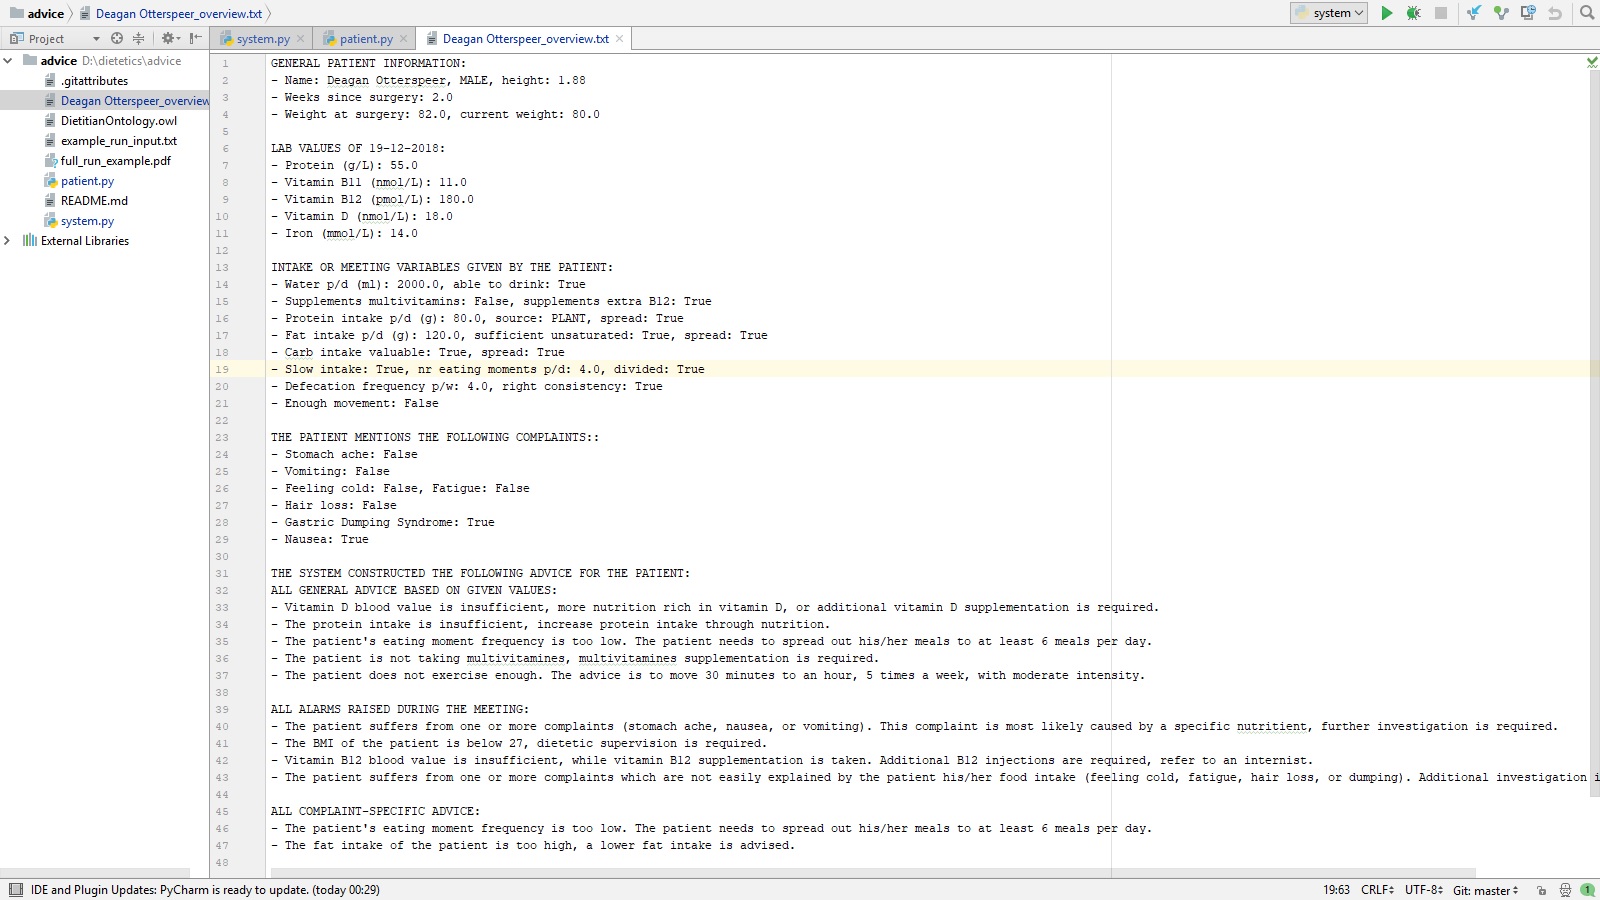 advice Deagan Otterspeer_overview.txt system
Project system.py patient.py Deagan Otterspeer_overview.txt
advice D:\dietetics\advice
.gitattributes
Deagan Otterspeer_overview
DietitianOntology.owl
example_run_input.txt
full_run_example.pdf
patient.py
README.md
system.py
External Libraries
1 GENERAL PATIENT INFORMATION:
2 - Name: Deagan Otterspeer, MALE, height: 1.88
3 - Weeks since surgery: 2.0
4 - Weight at surgery: 82.0, current weight: 80.0
5
6 LAB VALUES OF 19-12-2018:
7 - Protein (g/L): 55.0
8 - Vitamin B11 (nmol/L): 11.0
9 - Vitamin B12 (pmol/L): 180.0
10 - Vitamin D (nmol/L): 18.0
11 - Iron (mmol/L): 14.0
12
13 INTAKE OR MEETING VARIABLES GIVEN BY THE PATIENT:
14 - Water p/d (ml): 2000.0, able to drink: True
15 - Supplements multivitamins: False, supplements extra B12: True
16 - Protein intake p/d (g): 80.0, source: PLANT, spread: True
17 - Fat intake p/d (g): 120.0, sufficient unsaturated: True, spread: True
18 - Carb intake valuable: True, spread: True
19 - Slow intake: True, nr eating moments p/d: 4.0, divided: True
20 - Defecation frequency p/w: 4.0, right consistency: True
21 - Enough movement: False
22
23 THE PATIENT MENTIONS THE FOLLOWING COMPLAINTS::
24 - Stomach ache: False
25 - Vomiting: False
26 - Feeling cold: False, Fatigue: False
27 - Hair loss: False
28 - Gastric Dumping Syndrome: True
29 - Nausea: True
30
31 THE SYSTEM CONSTRUCTED THE FOLLOWING ADVICE FOR THE PATIENT:
32 ALL GENERAL ADVICE BASED ON GIVEN VALUES:
33 - Vitamin D blood value is insufficient, more nutrition rich in vitamin D, or additional vitamin D supplementation is required.
34 - The protein intake is insufficient, increase protein intake through nutrition.
35 - The patient's eating moment frequency is too low. The patient needs to spread out his/her meals to at least 6 meals per day.
36 - The patient is not taking multivitamines, multivitamines supplementation is required.
37 - The patient does not exercise enough. The advice is to move 30 minutes to an hour, 5 times a week, with moderate intensity.
38
39 ALL ALARMS RAISED DURING THE MEETING:
40 - The patient suffers from one or more complaints (stomach ache, nausea, or vomiting). This complaint is most likely caused by a specific nutritient, further investigation is required.
41 - The BMI of the patient is below 27, dietetic supervision is required.
42 - Vitamin B12 blood value is insufficient, while vitamin B12 supplementation is taken. Additional B12 injections are required, refer to an internist.
43 - The patient suffers from one or more complaints which are not easily explained by the patient his/her food intake (feeling cold, fatigue, hair loss, or dumping). Additional investigation i
44
45 ALL COMPLAINT-SPECIFIC ADVICE:
46 - The patient's eating moment frequency is too low. The patient needs to spread out his/her meals to at least 6 meals per day.
47 - The fat intake of the patient is too high, a lower fat intake is advised.
48
IDE and Plugin Updates: PyCharm is ready to update. (today 00:29) 19:63 CRLF UTF-8 Git: master 1